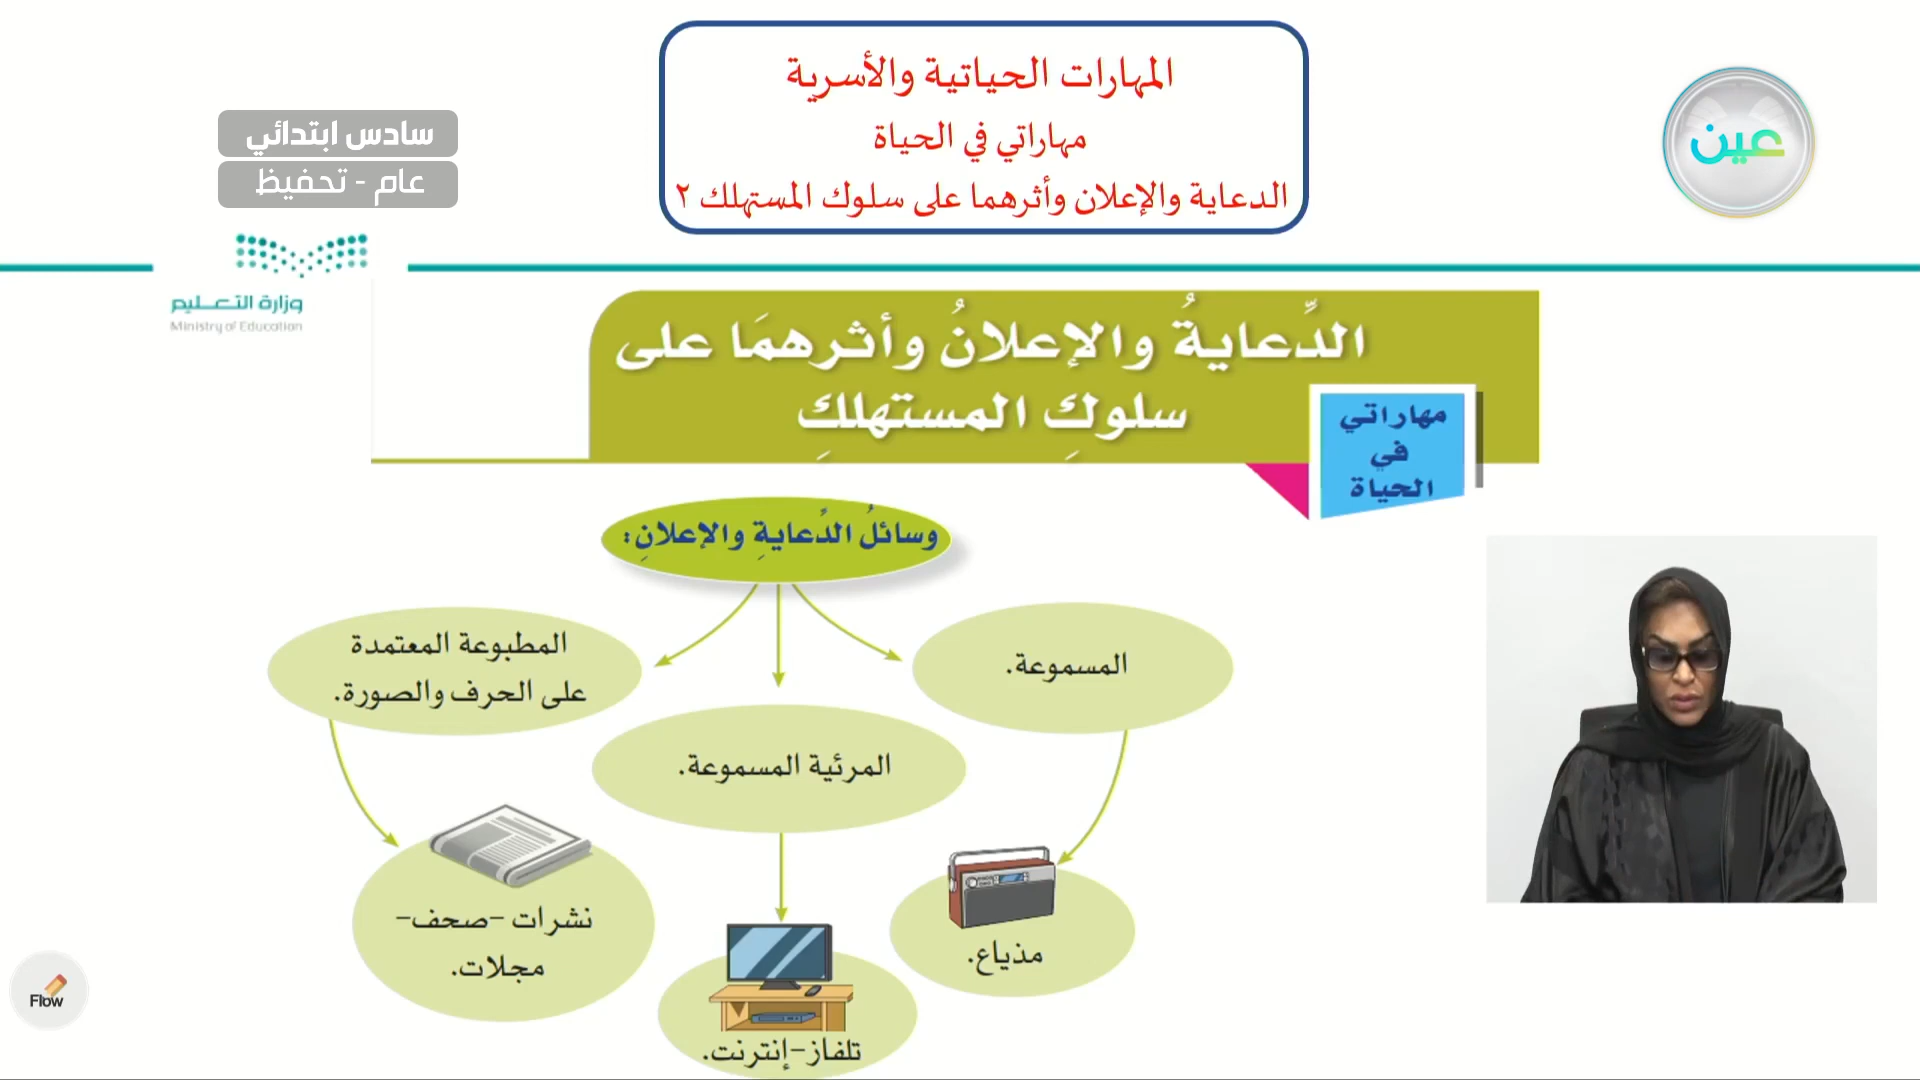 المهارات الحياتية والأسرية
مهاراتي في الحياة
الدعاية والإعلان وأثرهما على سلوك المستهلك ٢
عين
سادس ابتدائي
عام - تحفيظ
وزارة التعليم
Ministry of Education
الدِّعايةُ والإعلانُ وأثرهمَا على
سلوكِ المستهلكِ
مهاراتي
في
الحياة
وسائلُ الدِّعايةِ والإعلانِ:
المسموعة.
المرئية المسموعة.
المطبوعة المعتمدة
على الحرف والصورة.
مذياع.
تلفاز-إنترنت.
نشرات -صحف-
مجلات.
Flow